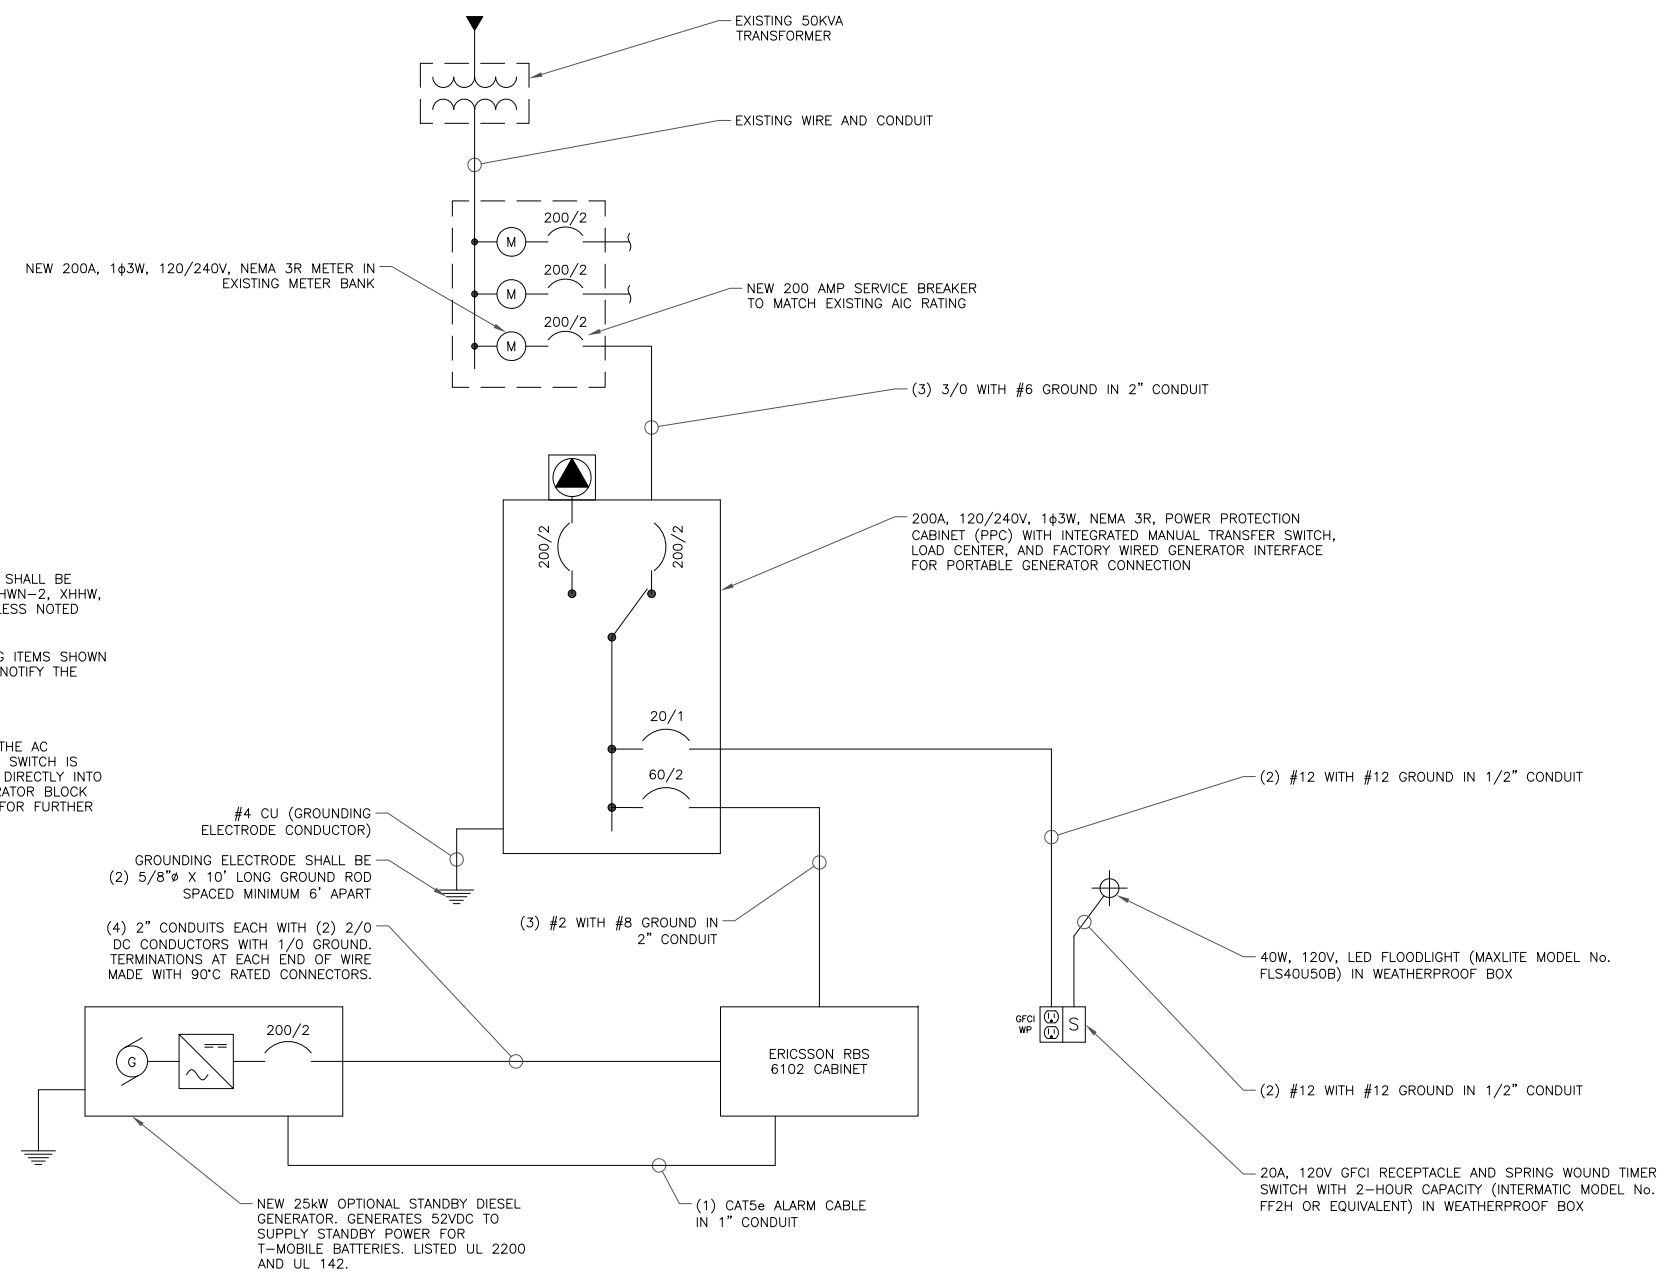 EXISTING 50KVA
TRANSFORMER
EXISTING WIRE AND CONDUIT
200/2
M
200/2
M
200/2
M
NEW 200A, 1ϕ3W, 120/240V, NEMA 3R METER IN
EXISTING METER BANK
NEW 200 AMP SERVICE BREAKER
TO MATCH EXISTING AIC RATING
(3) 3/0 WITH #6 GROUND IN 2” CONDUIT
200/2
200/2
200A, 120/240V, 1ϕ3W, NEMA 3R, POWER PROTECTION
CABINET (PPC) WITH INTEGRATED MANUAL TRANSFER SWITCH,
LOAD CENTER, AND FACTORY WIRED GENERATOR INTERFACE
FOR PORTABLE GENERATOR CONNECTION
SHALL BE
HWN-2, XHHW,
LESS NOTED
G ITEMS SHOWN
NOTIFY THE
THE AC
SWITCH IS
DIRECTLY INTO
RATOR BLOCK
FOR FURTHER
20/1
60/2
(2) #12 WITH #12 GROUND IN 1/2” CONDUIT
#4 CU (GROUNDING
ELECTRODE CONDUCTOR)
GROUNDING ELECTRODE SHALL BE
(2) 5/8”ø X 10' LONG GROUND ROD
SPACED MINIMUM 6' APART
(3) #2 WITH #8 GROUND IN
2” CONDUIT
(4) 2” CONDUITS EACH WITH (2) 2/0
DC CONDUCTORS WITH 1/0 GROUND.
TERMINATIONS AT EACH END OF WIRE
MADE WITH 90°C RATED CONNECTORS.
40W, 120V, LED FLOODLIGHT (MAXLITE MODEL No.
FLS40U50B) IN WEATHERPROOF BOX
GFCI
WP
S
200/2
G
ERICSSON RBS
6102 CABINET
(2) #12 WITH #12 GROUND IN 1/2” CONDUIT
20A, 120V GFCI RECEPTACLE AND SPRING WOUND TIMER
SWITCH WITH 2-HOUR CAPACITY (INTERMATIC MODEL No.
FF2H OR EQUIVALENT) IN WEATHERPROOF BOX
NEW 25kW OPTIONAL STANDBY DIESEL
GENERATOR. GENERATES 52VDC TO
SUPPLY STANDBY POWER FOR
T-MOBILE BATTERIES. LISTED UL 2200
AND UL 142.
(1) CAT5e ALARM CABLE
IN 1” CONDUIT